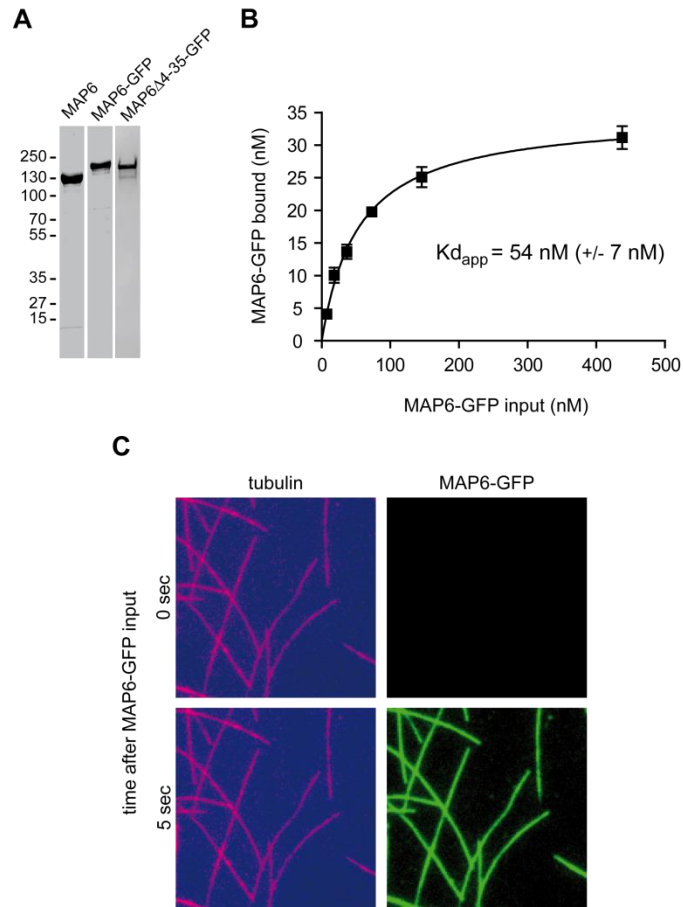 A
MAP6
MAP6-GFP
MAP6Δ4-35-GFP
250
130
100
70
55
35
27
15
B
35
30
25
20
15
10
5
0
MAP6-GFP bound (nM)
Kdapp = 54 nM (+/- 7 nM)
0 100 200 300 400 500
MAP6-GFP input (nM)
C
tubulin MAP6-GFP
time after MAP6-GFP input
0 sec
5 sec